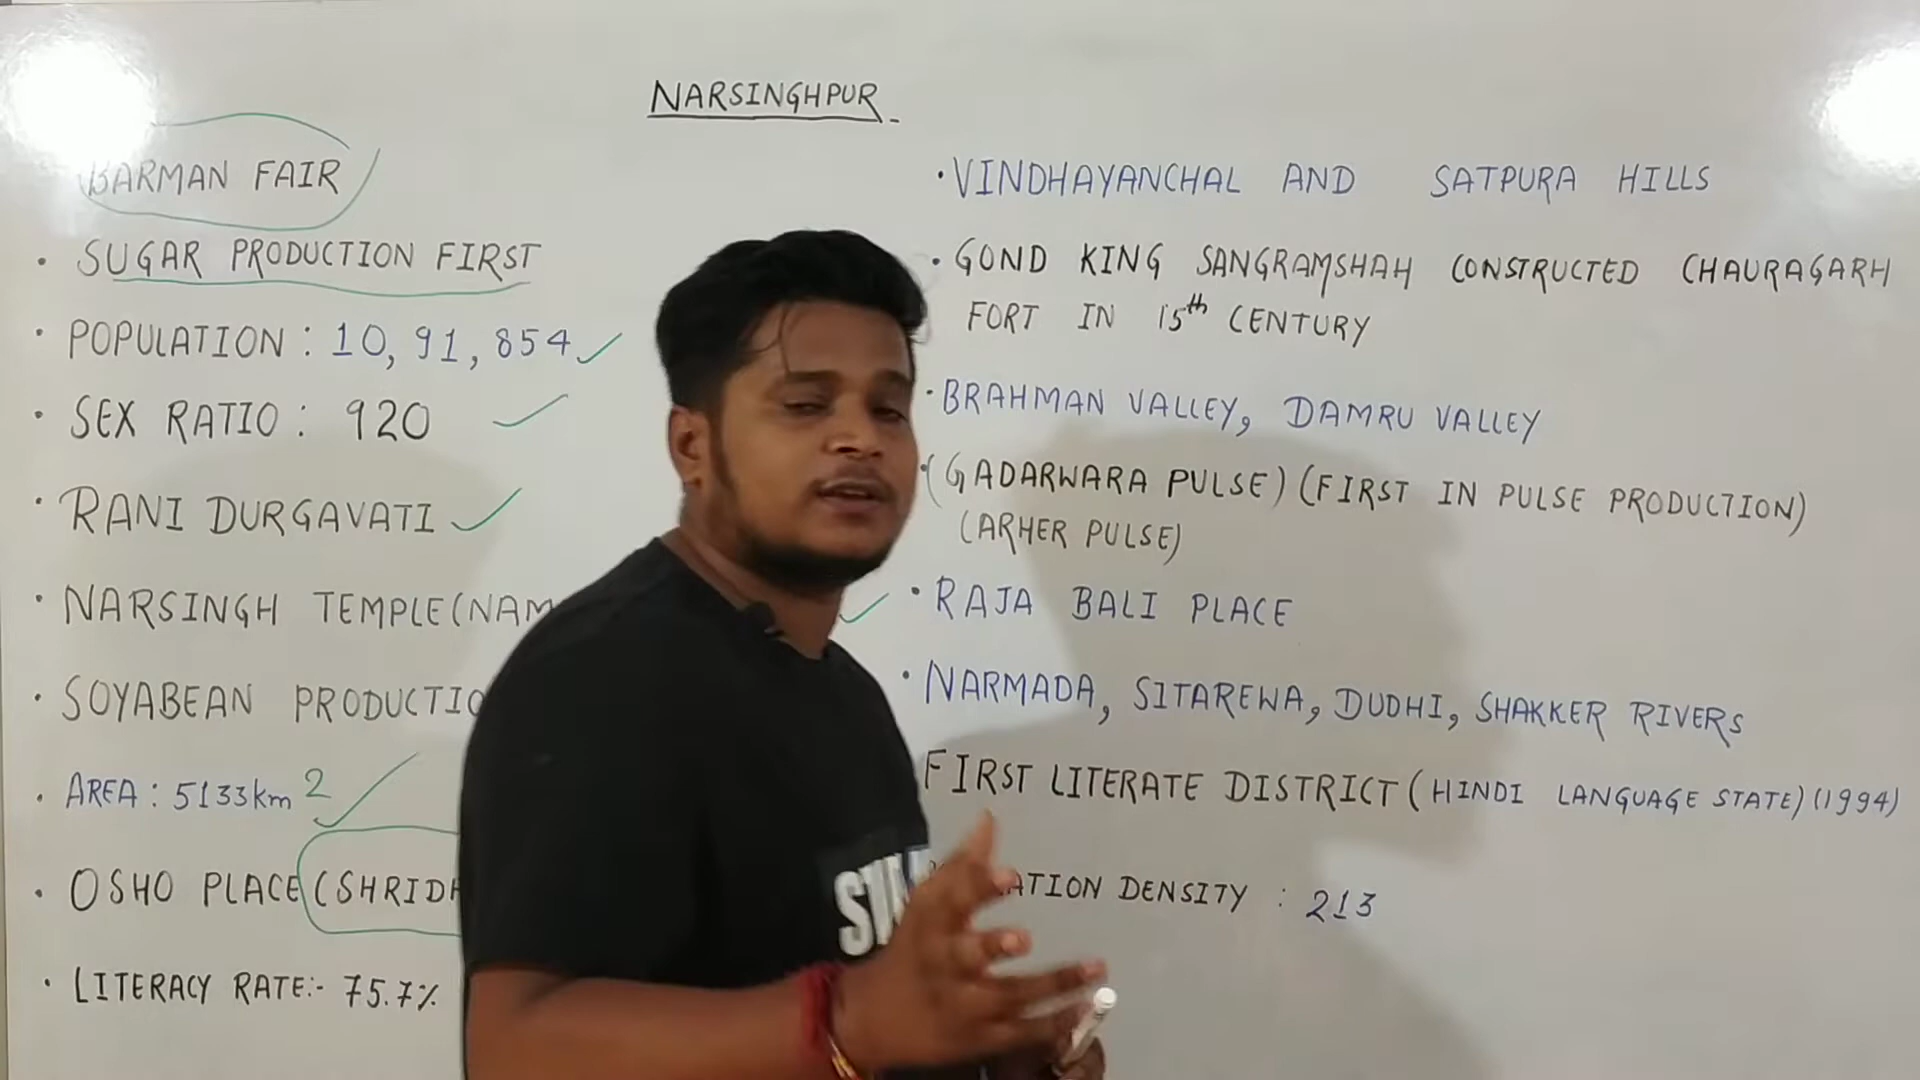 NARSINGHPUR
BARMAN FAIR
• SUGAR PRODUCTION FIRST
• POPULATION : 10, 91, 854
• SEX RATIO : 920
• RANI DURGAVATI
• NARSINGH TEMPLE (NAM
• SOYABEAN PRODUCTIO
• AREA : 5133km 2
• OSHO PLACE (SHRIDH
• LITERACY RATE:- 75.7%
• VINDHAYANCHAL AND SATPURA HILLS
• GOND KING SANGRAMSHAH CONSTRUCTED CHAURAGARH
FORT IN 15th CENTURY
• BRAHMAN VALLEY, DAMRU VALLEY
• (GADARWARA PULSE) (FIRST IN PULSE PRODUCTION)
(ARHER PULSE)
• RAJA BALI PLACE
• NARMADA, SITAREWA, DUDHI, SHAKKER RIVERS
FIRST LITERATE DISTRICT (HINDI LANGUAGE STATE) (1994)
ATION DENSITY : 213